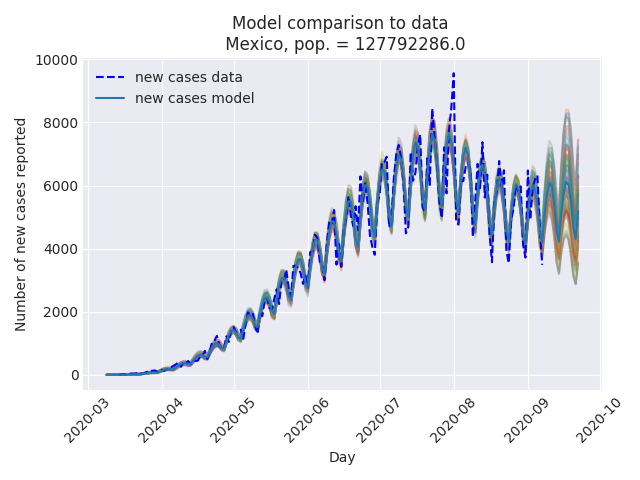 Model comparison to data
Mexico, pop. = 127792286.0
new cases data
new cases model
Number of new cases reported
10000
8000
6000
4000
2000
0
2020-03
2020-04
2020-05
2020-06
2020-07
2020-08
2020-09
2020-10
Day